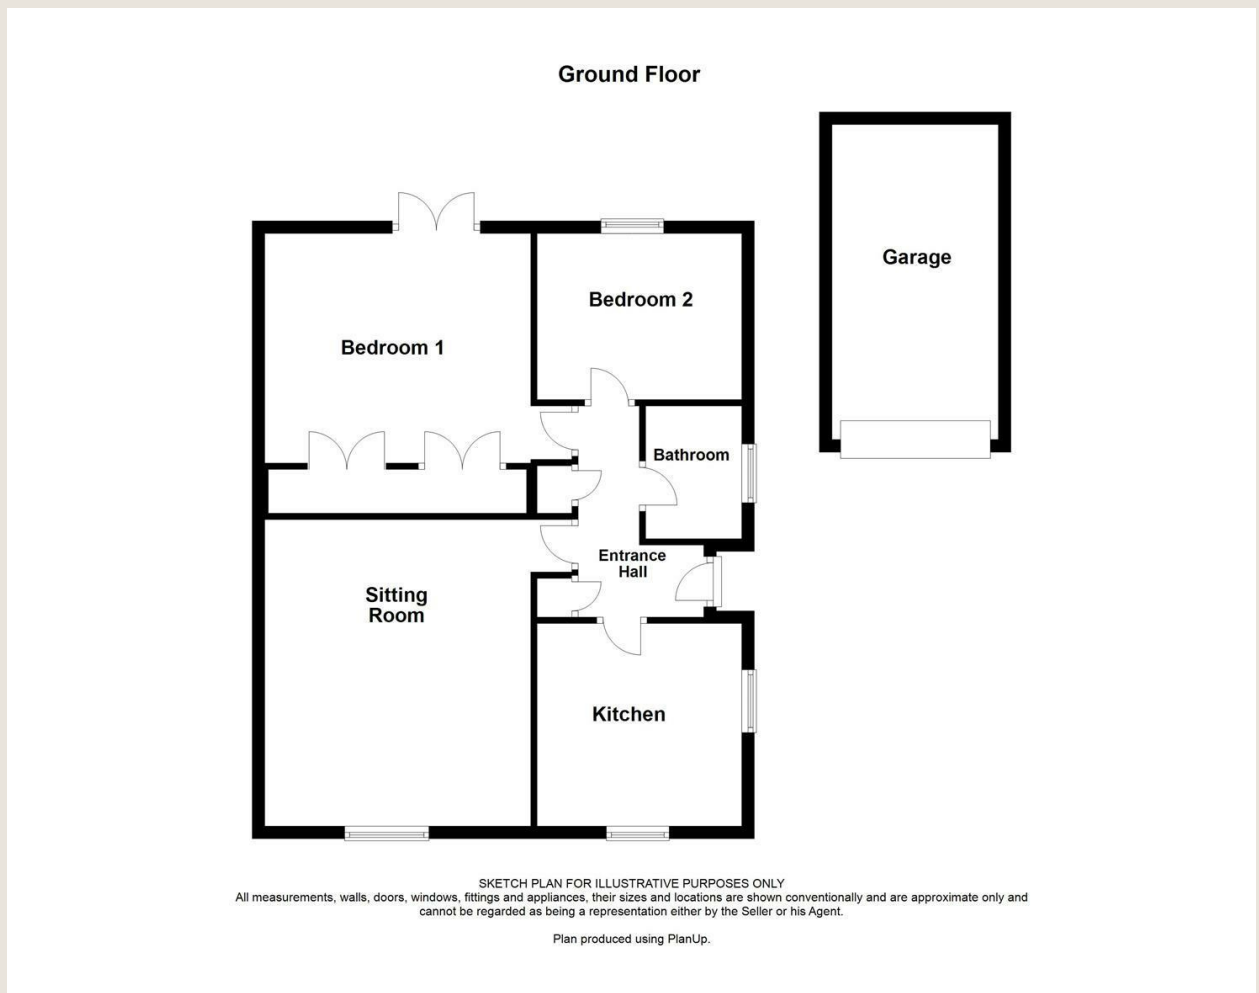 Ground Floor
Garage
Bedroom 2
Bedroom 1
Bathroom
Entrance
Hall
Sitting
Room
Kitchen
SKETCH PLAN FOR ILLUSTRATIVE PURPOSES ONLY
All measurements, walls, doors, windows, fittings and appliances, their sizes and locations are shown conventionally and are approximate only and
cannot be regarded as being a representation either by the Seller or his Agent.
Plan produced using PlanUp.